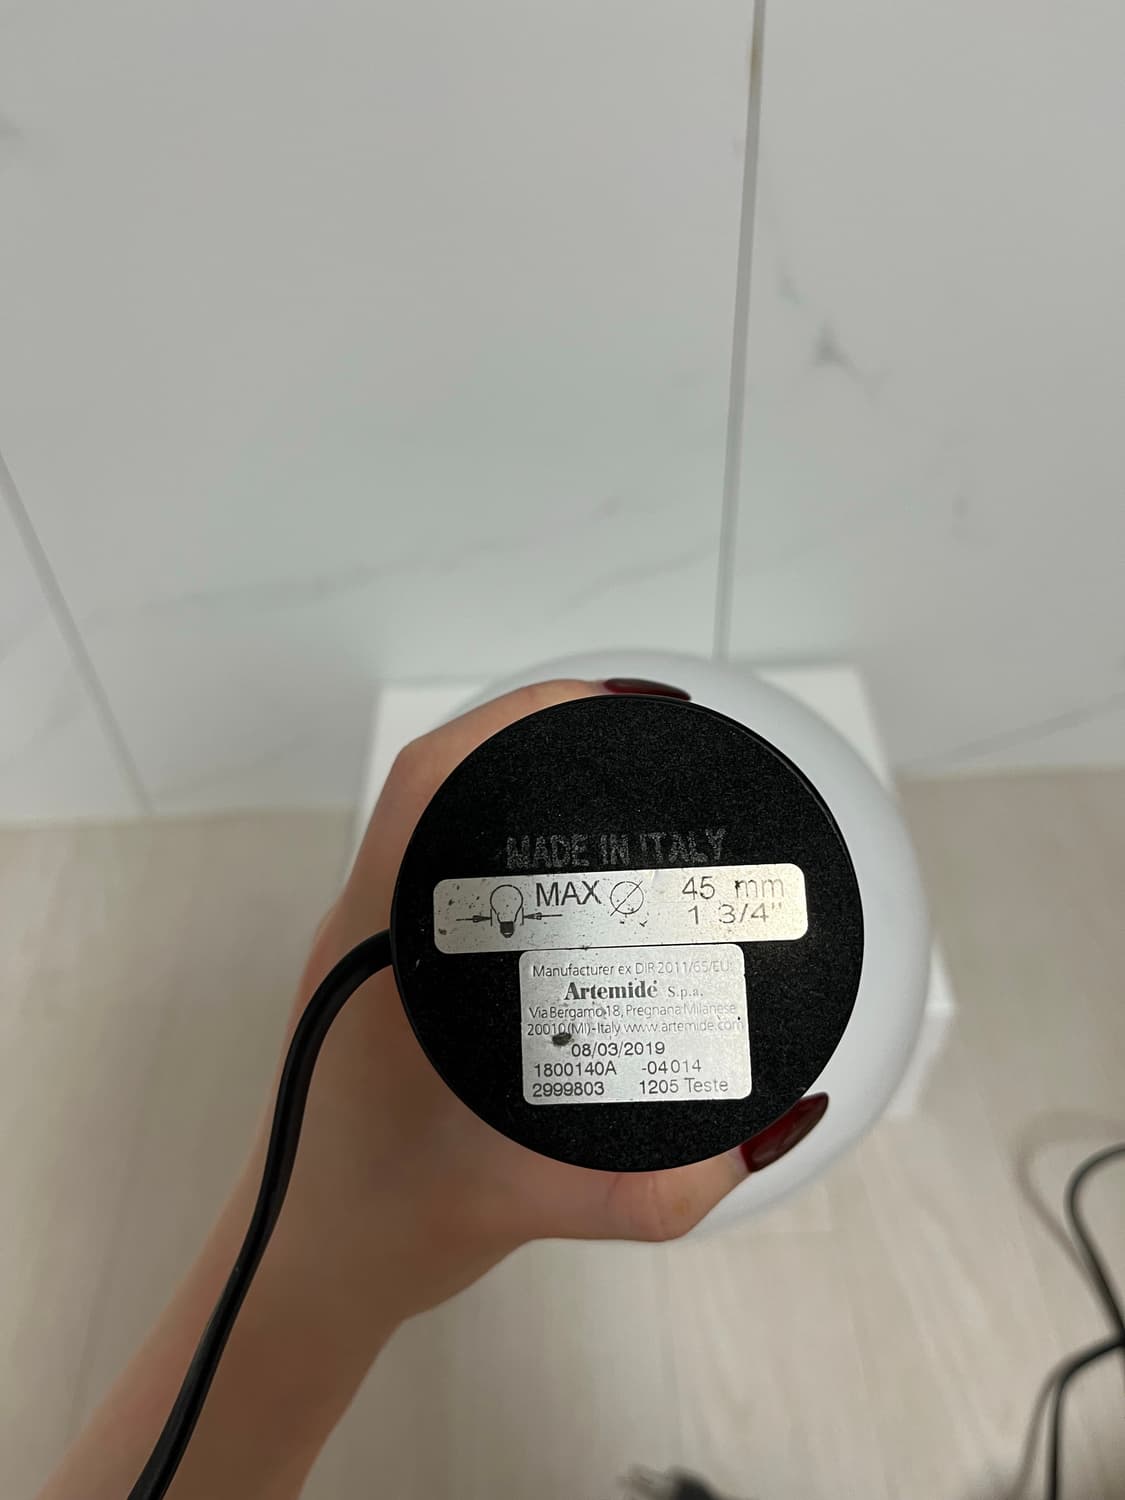 MADE IN ITALY
MAX Ø 45 mm
1 3/4"
Manufacturer ex DIR 2011/65/EU:
Artemide S.p.a.
Via Bergamo 18, Pregnana Milanese
20010 (MI)-Italy www.artemide.com
08/03/2019
1800140A -04014
2999803 1205 Teste